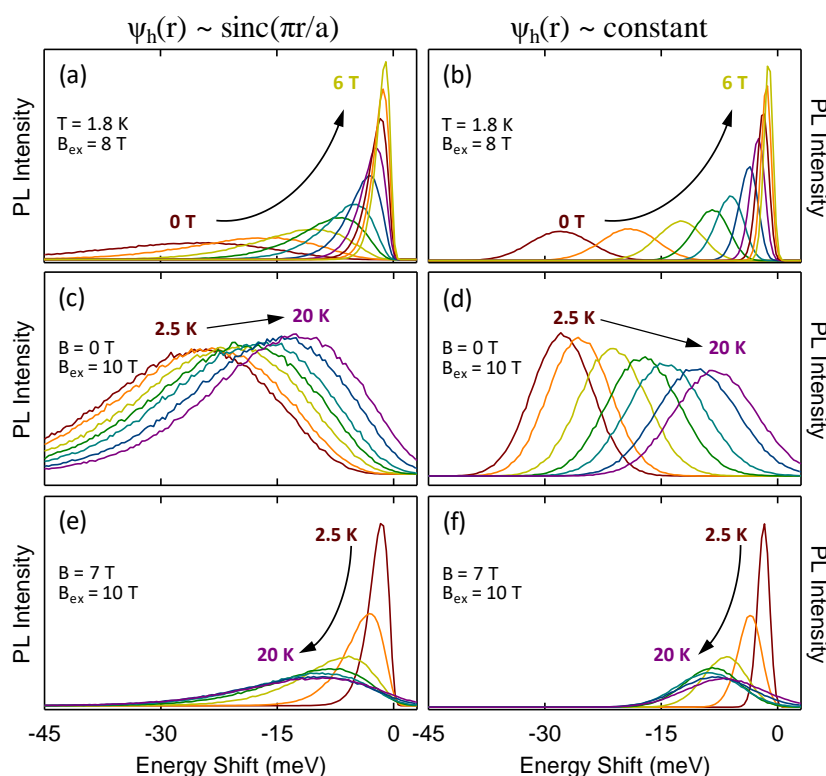 ψh(r) ~ sinc(πr/a)
ψh(r) ~ constant
(a)
6 T
T = 1.8 K
Bex = 8 T
0 T
PL Intensity
(b)
6 T
T = 1.8 K
Bex = 8 T
0 T
PL Intensity
(c)
2.5 K
20 K
B = 0 T
Bex = 10 T
PL Intensity
(d)
2.5 K
20 K
B = 0 T
Bex = 10 T
PL Intensity
(e)
2.5 K
B = 7 T
Bex = 10 T
20 K
PL Intensity
(f)
2.5 K
B = 7 T
Bex = 10 T
20 K
PL Intensity
-45 -30 -15 0
-45 -30 -15 0
Energy Shift (meV)
Energy Shift (meV)